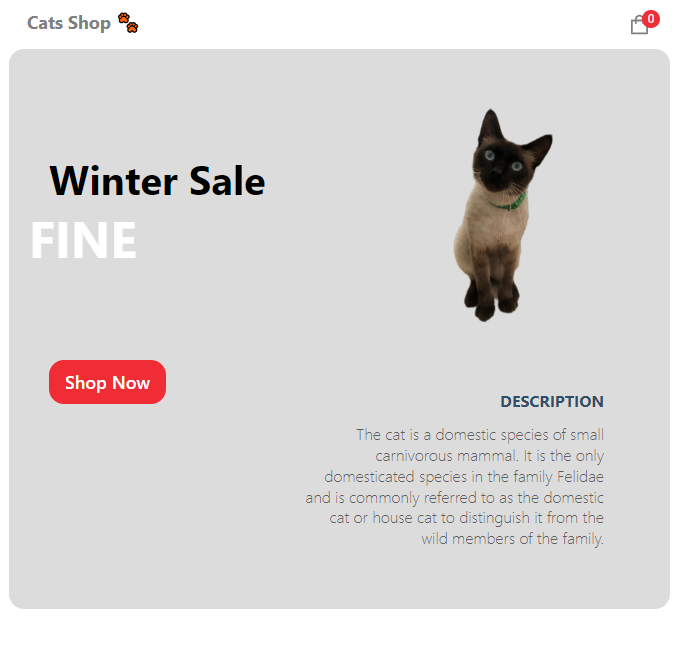 Cats Shop
0
Winter Sale
FINE
Shop Now
DESCRIPTION
The cat is a domestic species of small
carnivorous mammal. It is the only
domesticated species in the family Felidae
and is commonly referred to as the domestic
cat or house cat to distinguish it from the
wild members of the family.